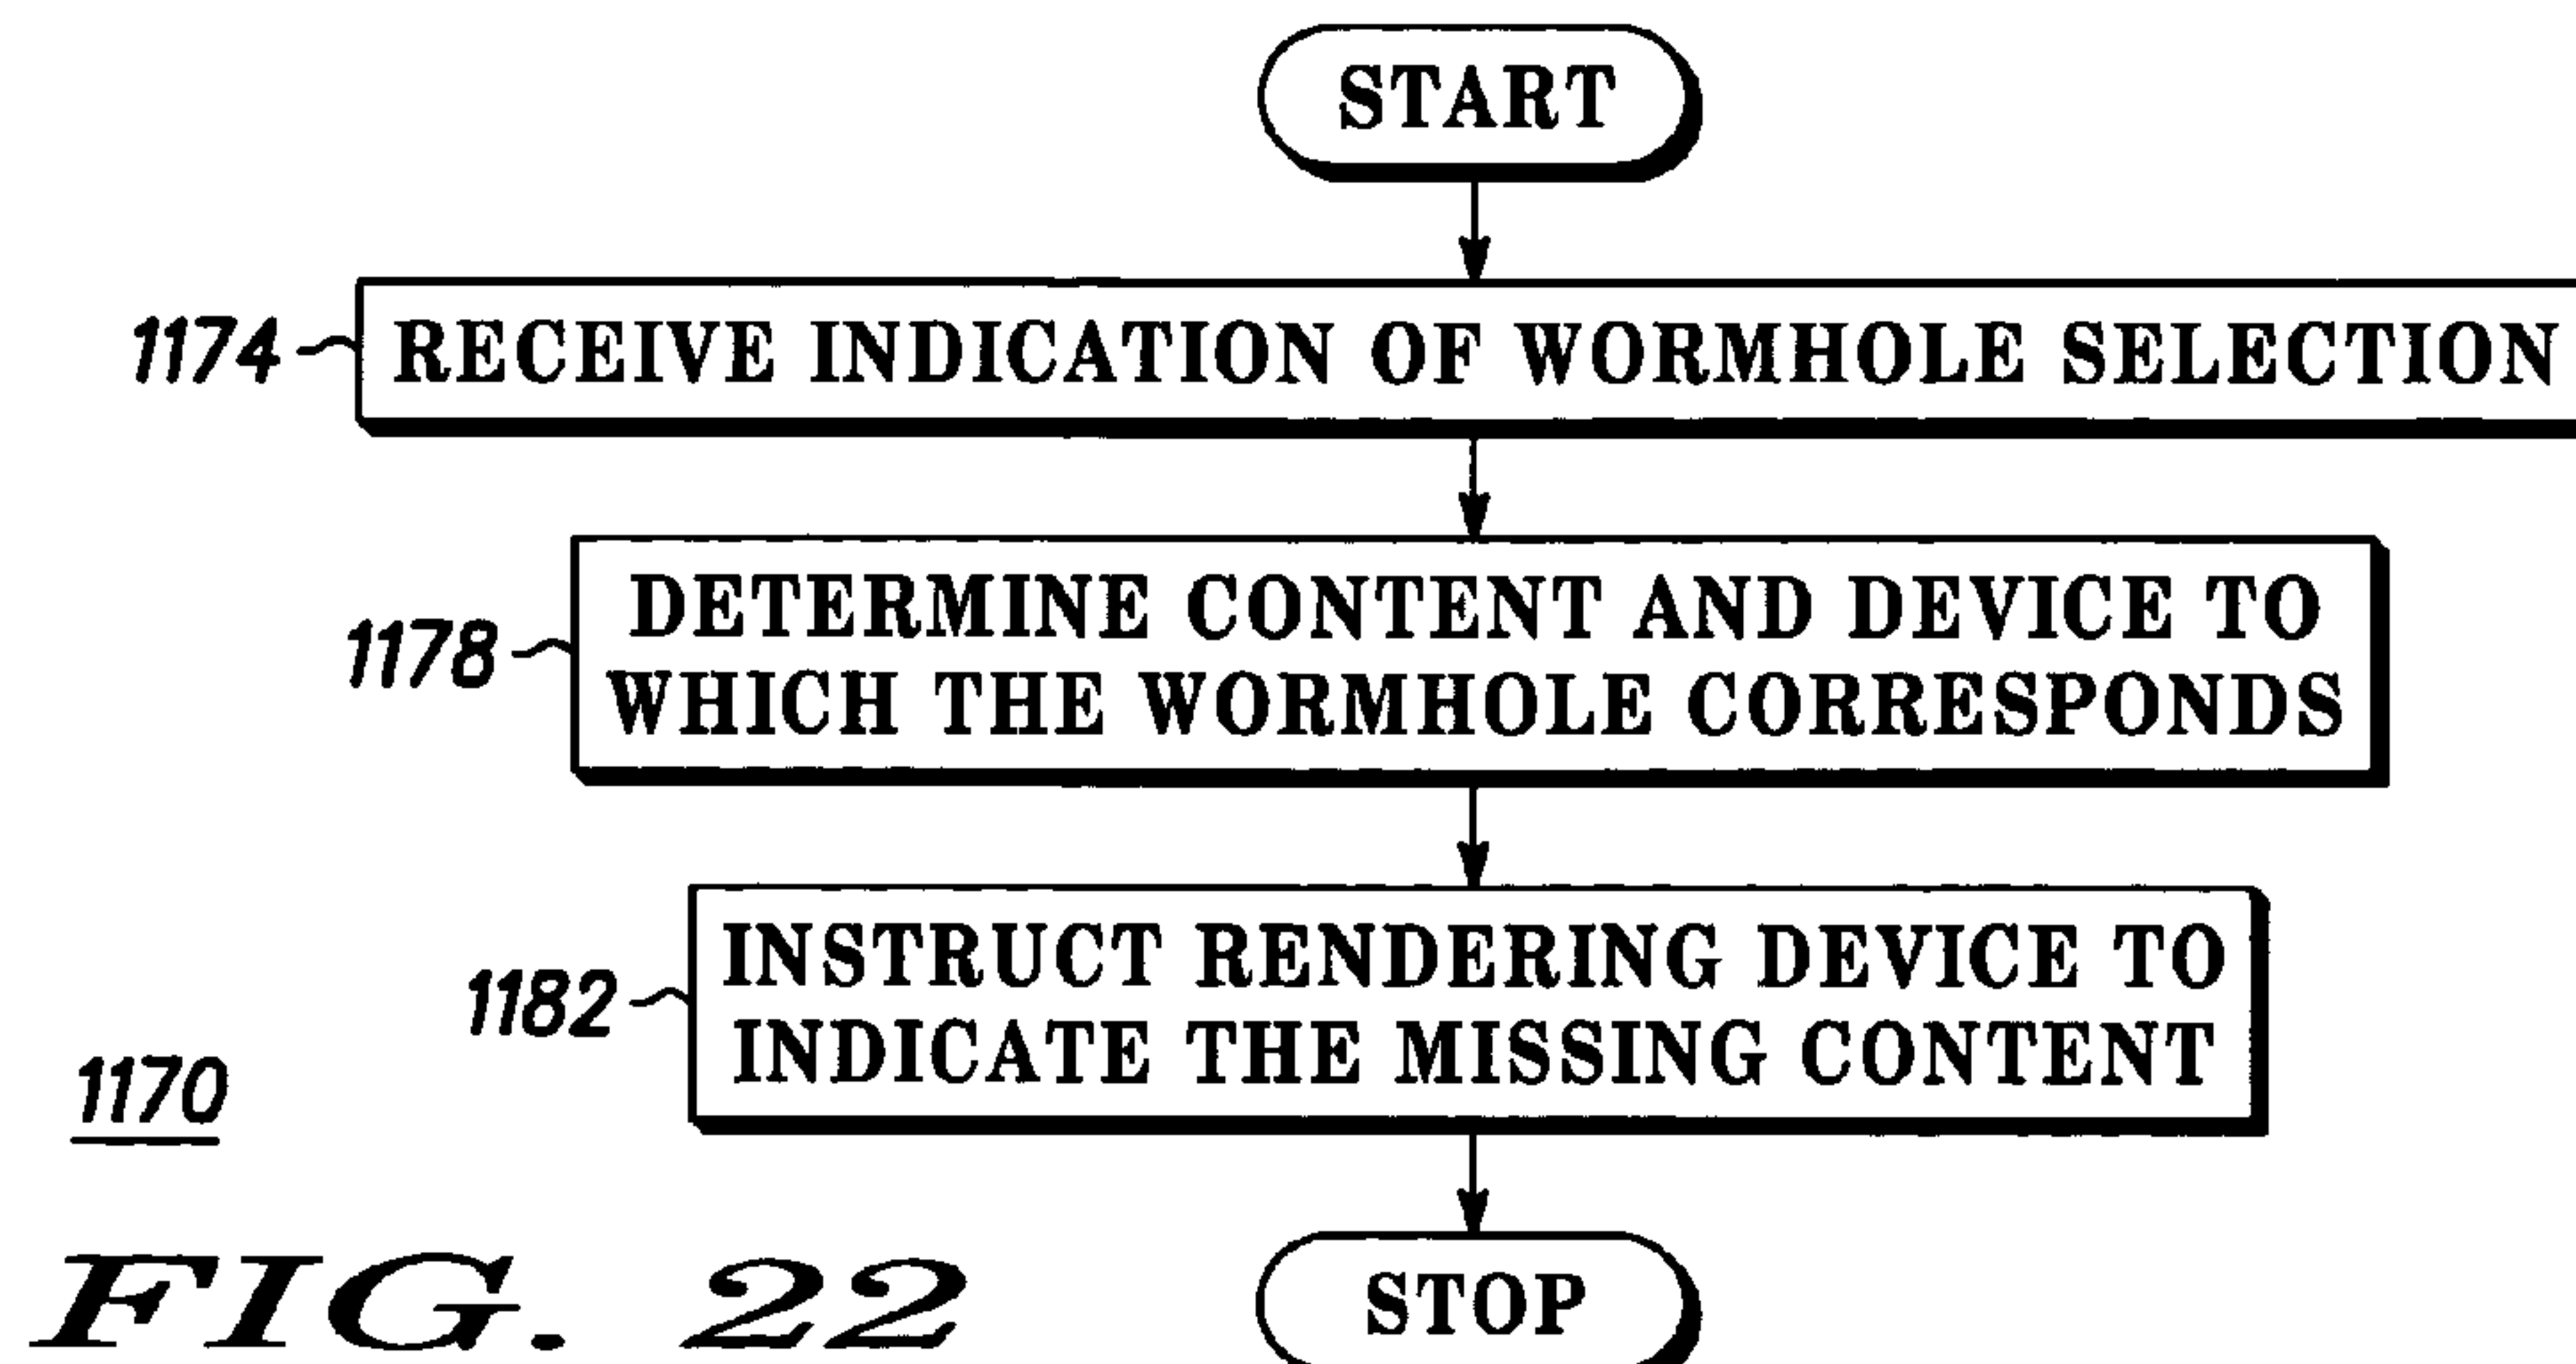 START
1174 RECEIVE INDICATION OF WORMHOLE SELECTION
1178 DETERMINE CONTENT AND DEVICE TO
WHICH THE WORMHOLE CORRESPONDS
1182 INSTRUCT RENDERING DEVICE TO
INDICATE THE MISSING CONTENT
1170
STOP
FIG. 22